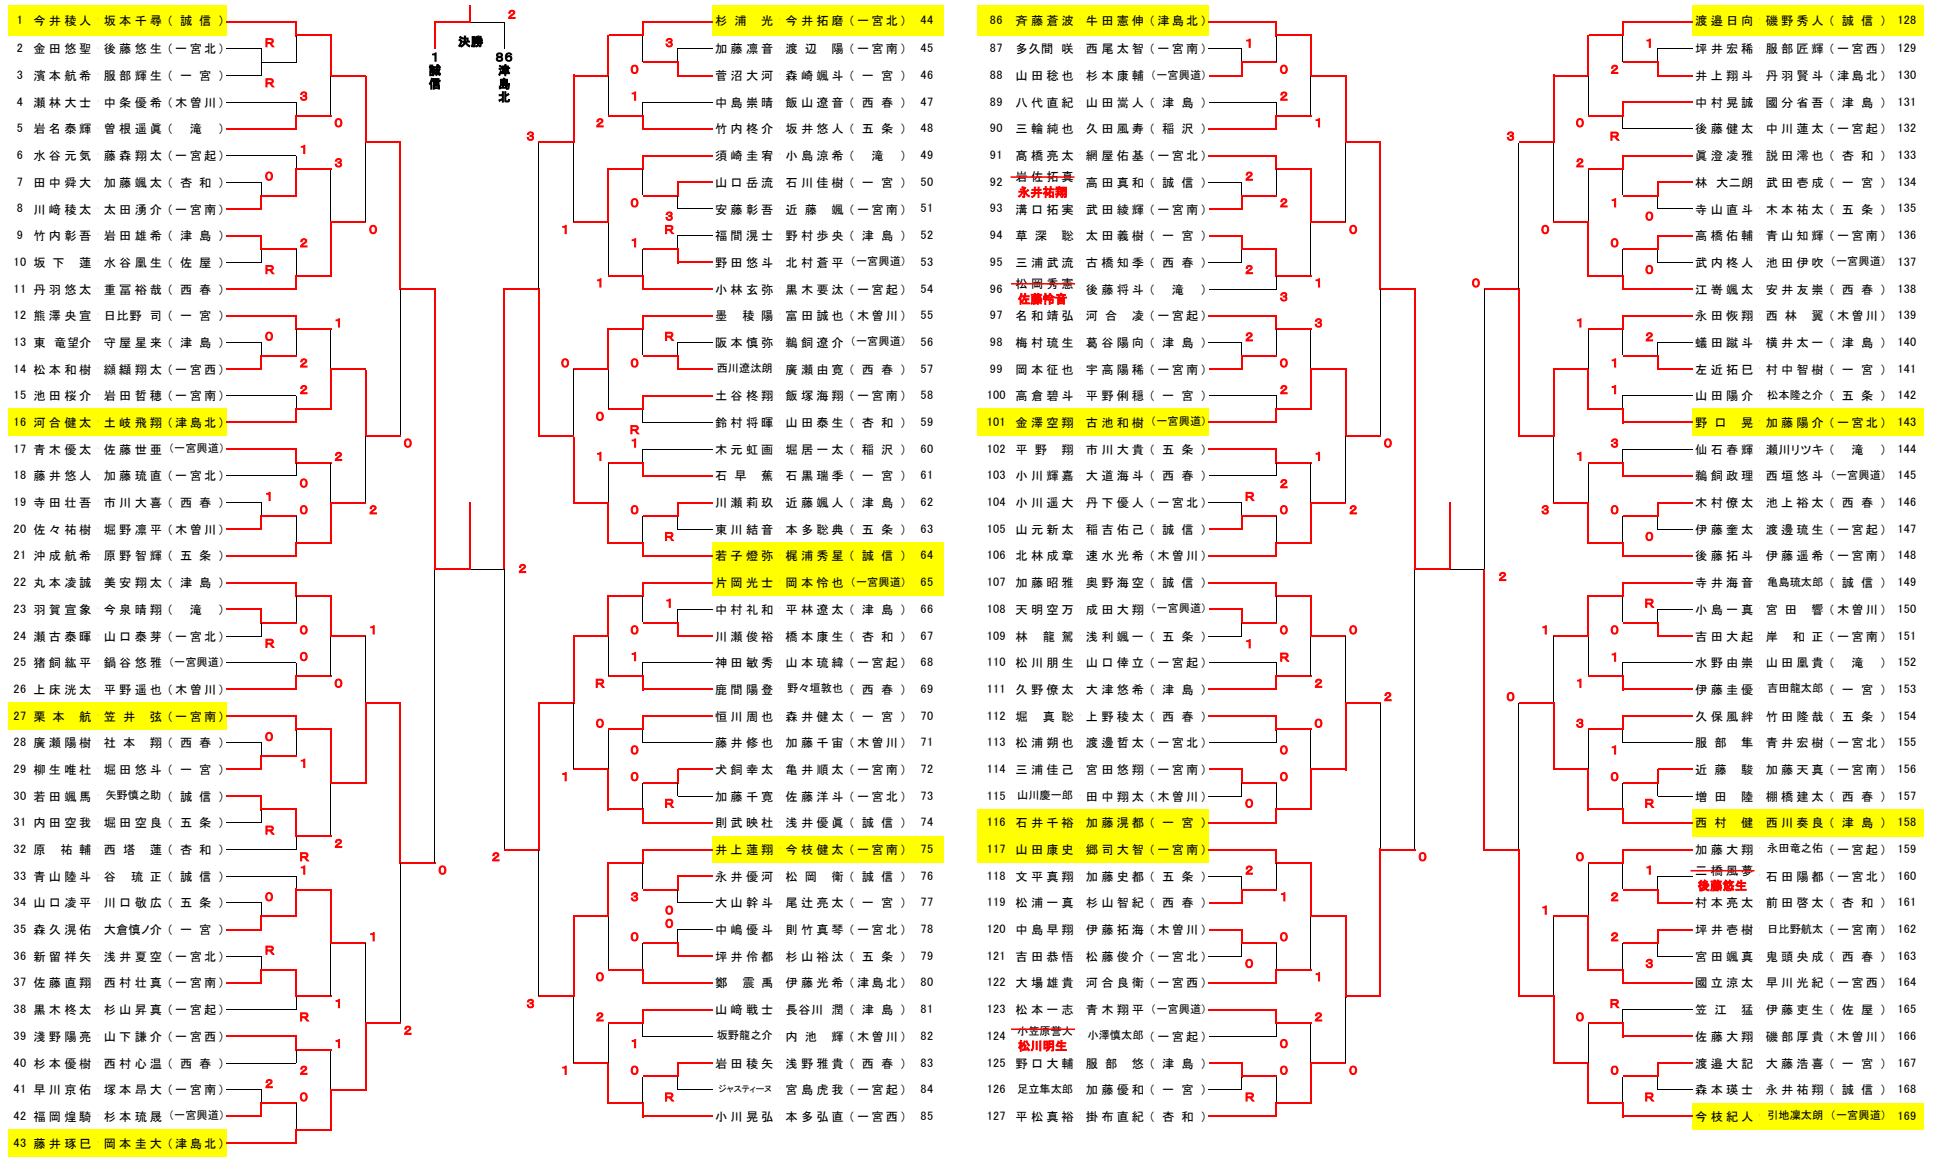 決勝
2
1 誠信
86 津島北
1 今井稜人 坂本千尋 (誠信)
2 金田悠聖 後藤悠生 (一宮北)
3 濱本航希 服部輝生 (一宮)
4 瀬林大士 中条優希 (木曽川)
5 岩名泰輝 曽根遥眞 (滝)
6 水谷元気 藤森翔太 (一宮起)
7 田中舜大 加藤颯太 (杏和)
8 川﨑稜太 太田湧介 (一宮南)
9 竹内彰吾 岩田雄希 (津島)
10 坂下蓮 水谷凰生 (佐屋)
11 丹羽悠太 重冨裕哉 (西春)
12 熊澤央宣 日比野司 (一宮)
13 東竜望介 守屋星来 (津島)
14 松本和樹 纐纈翔太 (一宮西)
15 池田桜介 岩田哲穂 (一宮南)
16 河合健太 土岐飛翔 (津島北)
17 青木優太 佐藤世亜 (一宮興道)
18 藤井悠人 加藤琉直 (一宮北)
19 寺田壮吾 市川大喜 (西春)
20 佐々祐樹 堀野凛平 (木曽川)
21 沖成航希 原野智輝 (五条)
22 丸本凌誠 美安翔太 (津島)
23 羽賀宣象 今泉晴翔 (滝)
24 瀬古泰暉 山口泰芽 (一宮北)
25 猪飼紘平 鍋谷悠雅 (一宮興道)
26 上床洸太 平野遥也 (木曽川)
27 栗本航 笠井弦 (一宮南)
28 廣瀬陽樹 社本翔 (西春)
29 柳生唯杜 堀田悠斗 (一宮)
30 若田颯馬 矢野慎之助 (誠信)
31 内田空我 堀田空良 (五条)
32 原祐輔 西塔蓮 (杏和)
33 青山陸斗 谷琉正 (誠信)
34 山口凌平 川口敬広 (五条)
35 森久滉佑 大倉慎ノ介 (一宮)
36 新留祥矢 浅井夏空 (一宮北)
37 佐藤直翔 西村壮真 (一宮南)
38 黒木柊太 杉山昇真 (一宮起)
39 淺野陽亮 山下謙介 (一宮西)
40 杉本優樹 西村心温 (西春)
41 早川京佑 塚本昂大 (一宮南)
42 福岡煌騎 杉本琉晟 (一宮興道)
43 藤井琢巳 岡本圭大 (津島北)
杉浦光 今井拓磨 (一宮北) 44
加藤凛音 渡辺陽 (一宮南) 45
菅沼大河 森崎颯斗 (一宮) 46
中島崇晴 飯山遼音 (西春) 47
竹内柊介 坂井悠人 (五条) 48
須崎圭宥 小島涼希 (滝) 49
山口岳流 石川佳樹 (一宮) 50
安藤彰吾 近藤颯 (一宮南) 51
福間滉士 野村歩央 (津島) 52
野田悠斗 北村蒼平 (一宮興道) 53
小林玄弥 黒木要汰 (一宮起) 54
墨稜陽 富田誠也 (木曽川) 55
阪本慎弥 鵜飼遼介 (一宮興道) 56
西川遼汰朗 廣瀬由寛 (西春) 57
土谷柊翔 飯塚海翔 (一宮南) 58
鈴村将暉 山田泰生 (杏和) 59
木元虹画 堀居一太 (稲沢) 60
石早蕉 石黒瑞季 (一宮) 61
川瀬莉玖 近藤颯人 (津島) 62
東川結音 本多聡典 (五条) 63
若子燈弥 梶浦秀星 (誠信) 64
片岡光士 岡本怜也 (一宮興道) 65
中村礼和 平林遼太 (津島) 66
川瀬俊裕 橋本康生 (杏和) 67
神田敏秀 山本琉緯 (一宮起) 68
鹿間陽登 野々垣敦也 (西春) 69
恒川周也 森井健太 (一宮) 70
藤井修也 加藤千宙 (木曽川) 71
犬飼幸太 亀井順太 (一宮南) 72
加藤千寛 佐藤洋斗 (一宮北) 73
則武映杜 浅井優眞 (誠信) 74
井上蓮翔 今枝健太 (一宮南) 75
永井優河 松岡衛 (誠信) 76
大山幹斗 尾辻亮太 (一宮) 77
中嶋優斗 則竹真琴 (一宮北) 78
坪井伶都 杉山裕汰 (五条) 79
鄭震禹 伊藤光希 (津島北) 80
山﨑戦士 長谷川潤 (津島) 81
坂野龍之介 内池輝 (木曽川) 82
岩田稜矢 浅野雅貴 (西春) 83
ジャスティーヌ 宮島虎我 (一宮起) 84
小川晃弘 本多弘直 (一宮西) 85
86 斉藤蒼波 牛田憲伸 (津島北)
87 多久間咲 西尾太智 (一宮南)
88 山田稔也 杉本康輔 (一宮興道)
89 八代直紀 山田嵩人 (津島)
90 三輪純也 久田風寿 (稲沢)
91 髙橋亮太 網屋佑基 (一宮北)
92 岩佐拓真 高田真和 (誠信)
永井祐翔
93 溝口拓実 武田綾輝 (一宮南)
94 草深聡 太田義樹 (一宮)
95 三浦武流 古橋知季 (西春)
96 松岡秀憲 後藤将斗 (滝)
佐藤怜音
97 名和靖弘 河合凌 (一宮起)
98 梅村琉生 葛谷陽向 (津島)
99 岡本征也 宇高陽稀 (一宮南)
100 高倉碧斗 平野俐穏 (一宮)
101 金澤空翔 古池和樹 (一宮興道)
102 平野翔 市川大貴 (五条)
103 小川輝嘉 大道海斗 (西春)
104 小川遥大 丹下優人 (一宮北)
105 山元新太 稲吉佑己 (誠信)
106 北林成章 速水光希 (木曽川)
107 加藤昭雅 奥野海空 (誠信)
108 天明空万 成田大翔 (一宮興道)
109 林龍駕 浅利颯一 (五条)
110 松川朋生 山口倖立 (一宮起)
111 久野僚太 大津悠希 (津島)
112 堀真聡 上野稜太 (西春)
113 松浦朔也 渡邊哲太 (一宮北)
114 三浦佳己 宮田悠翔 (一宮南)
115 山川慶一郎 田中翔太 (木曽川)
116 石井千裕 加藤滉都 (一宮)
117 山田康史 郷司大智 (一宮南)
118 文平真翔 加藤史都 (五条)
119 松浦一真 杉山智紀 (西春)
120 中島早翔 伊藤拓海 (木曽川)
121 吉田恭悟 松藤俊介 (一宮北)
122 大場雄貴 河合良衛 (一宮西)
123 松本一志 青木翔平 (一宮興道)
124 小笠原誉人 小澤慎太郎 (一宮起)
松川明生
125 野口大輔 服部悠 (津島)
126 足立隼太郎 加藤優和 (一宮)
127 平松真裕 掛布直紀 (杏和)
渡邉日向 磯野秀人 (誠信) 128
坪井宏稀 服部匠輝 (一宮西) 129
井上翔斗 丹羽賢斗 (津島北) 130
中村晃誠 國分省吾 (津島) 131
後藤健太 中川蓮太 (一宮起) 132
眞澄凌雅 説田澪也 (杏和) 133
林大二朗 武田壱成 (一宮) 134
寺山直斗 木本祐太 (五条) 135
高橋佑輔 青山知輝 (一宮南) 136
武内柊人 池田伊吹 (一宮興道) 137
江嵜颯太 安井友崇 (西春) 138
永田恢翔 西林翼 (木曽川) 139
蟻田蹴斗 横井太一 (津島) 140
左近拓巳 村中智樹 (一宮) 141
山田陽介 松本隆之介 (五条) 142
野口晃 加藤陽介 (一宮北) 143
仙石春輝 瀬川リツキ (滝) 144
鵜飼政理 西垣悠斗 (一宮興道) 145
木村僚太 池上裕太 (西春) 146
伊藤奎太 渡邊琉生 (一宮起) 147
後藤拓斗 伊藤遥希 (一宮南) 148
寺井海音 亀島琉太郎 (誠信) 149
小島一真 宮田響 (木曽川) 150
吉田大起 岸和正 (一宮南) 151
水野由崇 山田凰貴 (滝) 152
伊藤圭優 吉田龍太郎 (一宮) 153
久保風絆 竹田隆哉 (五条) 154
服部隼 青井宏樹 (一宮北) 155
近藤駿 加藤天真 (一宮南) 156
増田陸 棚橋建太 (西春) 157
西村健 西川奏良 (津島) 158
加藤大翔 永田竜之佑 (一宮起) 159
三橋風夢 石田陽都 (一宮北) 160
後藤悠生
村本亮太 前田啓太 (杏和) 161
坪井壱樹 日比野航太 (一宮南) 162
宮田颯真 鬼頭央成 (西春) 163
國立涼太 早川光紀 (一宮西) 164
笠江猛 伊藤吏生 (佐屋) 165
佐藤大翔 磯部厚貴 (木曽川) 166
渡邉大記 大藤浩喜 (一宮) 167
森本瑛士 永井祐翔 (誠信) 168
今枝紀人 引地凜太朗 (一宮興道) 169